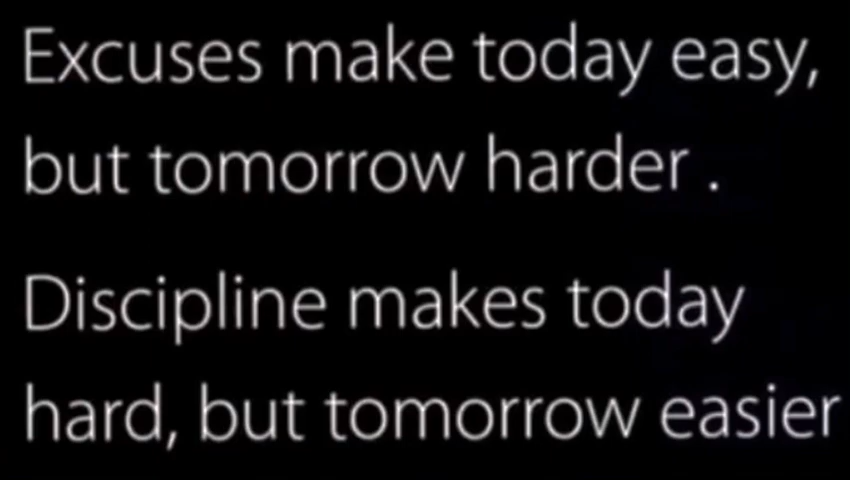 Excuses make today easy,
but tomorrow harder .
Discipline makes today
hard, but tomorrow easier